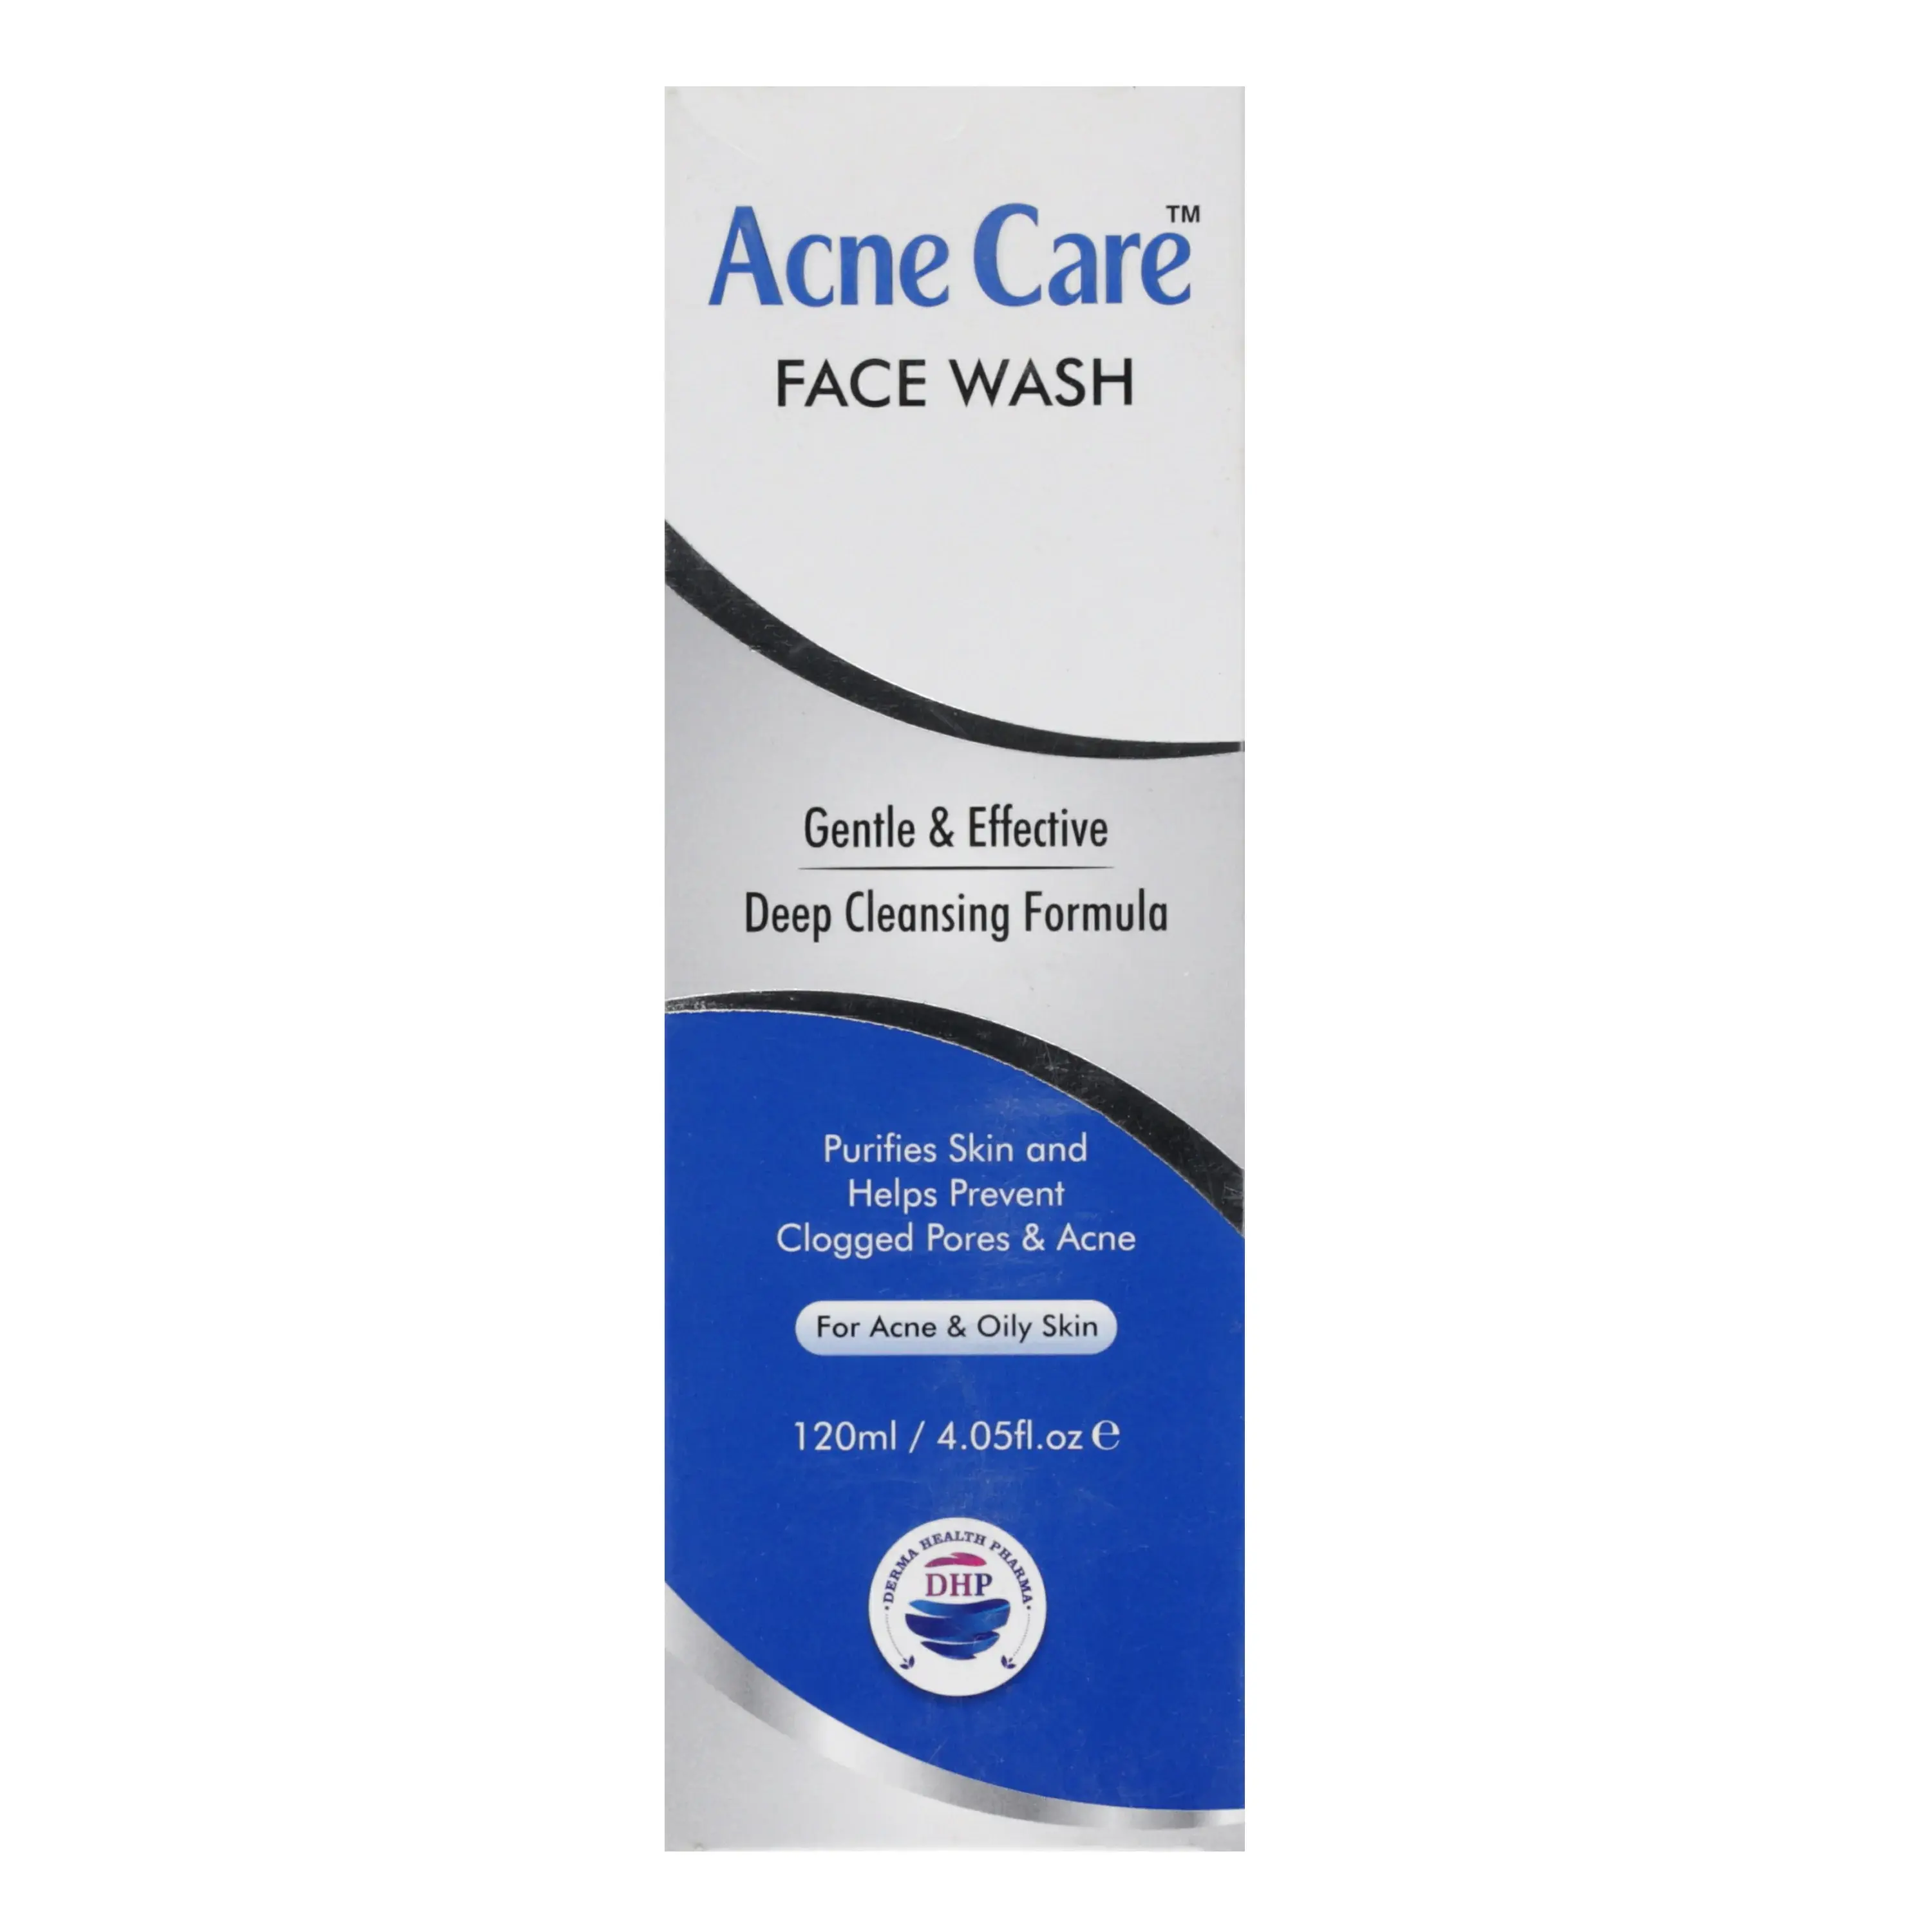 Acne Care™
FACE WASH
Gentle & Effective
Deep Cleansing Formula
Purifies Skin and
Helps Prevent
Clogged Pores & Acne
For Acne & Oily Skin
120ml / 4.05fl.oz ℮
• DERMA HEALTH PHARMA •
DHP